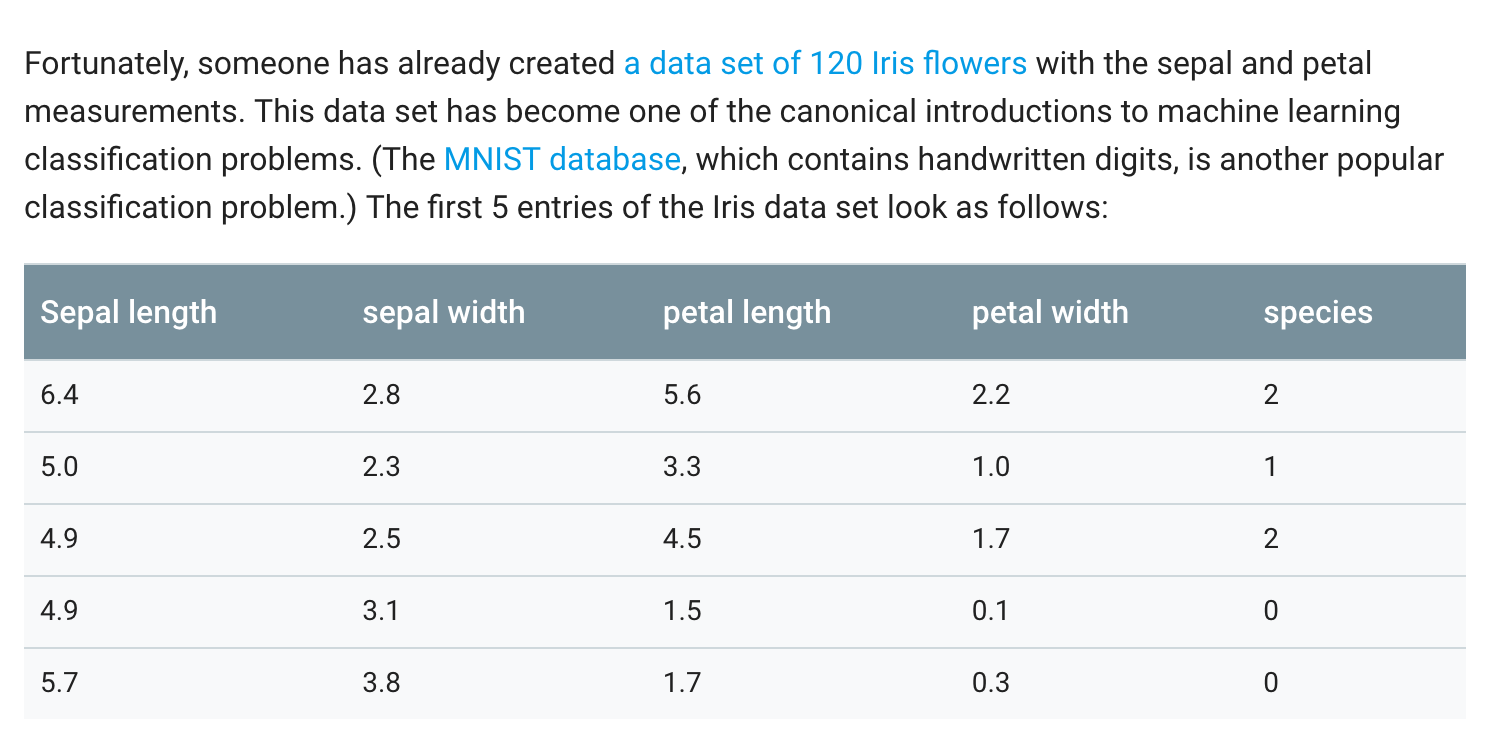 Fortunately, someone has already created a data set of 120 Iris flowers with the sepal and petal
measurements. This data set has become one of the canonical introductions to machine learning
classification problems. (The MNIST database, which contains handwritten digits, is another popular
classification problem.) The first 5 entries of the Iris data set look as follows:
Sepal length sepal width petal length petal width species
6.4 2.8 5.6 2.2 2
5.0 2.3 3.3 1.0 1
4.9 2.5 4.5 1.7 2
4.9 3.1 1.5 0.1 0
5.7 3.8 1.7 0.3 0